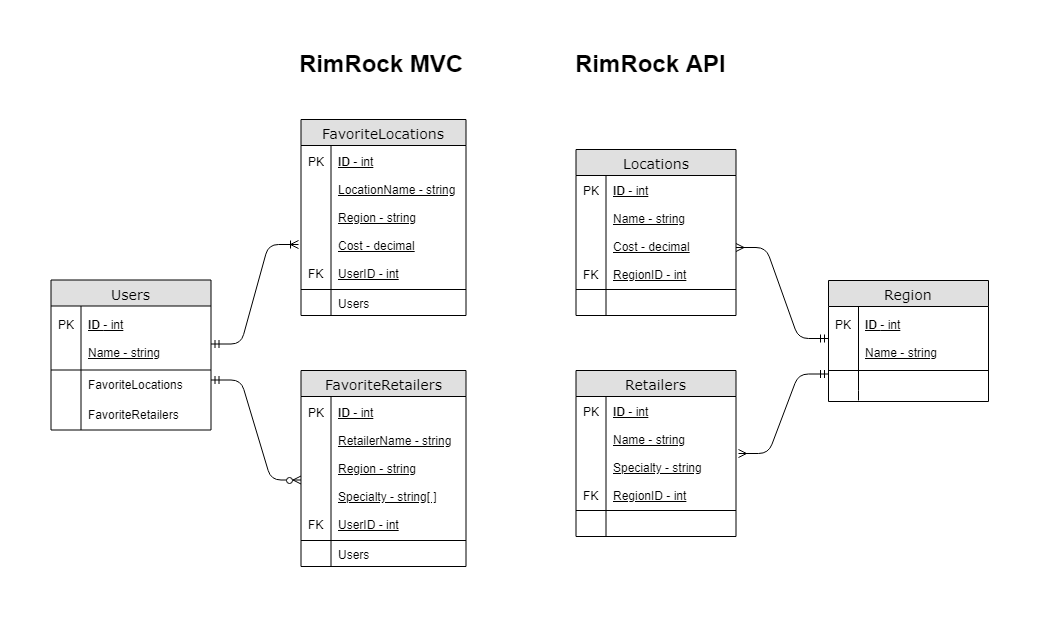 RimRock MVC
RimRock API
Users
PK ID - int
Name - string
FavoriteLocations
FavoriteRetailers
FavoriteLocations
PK ID - int
LocationName - string
Region - string
Cost - decimal
FK UserID - int
Users
FavoriteRetailers
PK ID - int
RetailerName - string
Region - string
Specialty - string[ ]
FK UserID - int
Users
Locations
PK ID - int
Name - string
Cost - decimal
FK RegionID - int
Retailers
PK ID - int
Name - string
Specialty - string
FK RegionID - int
Region
PK ID - int
Name - string